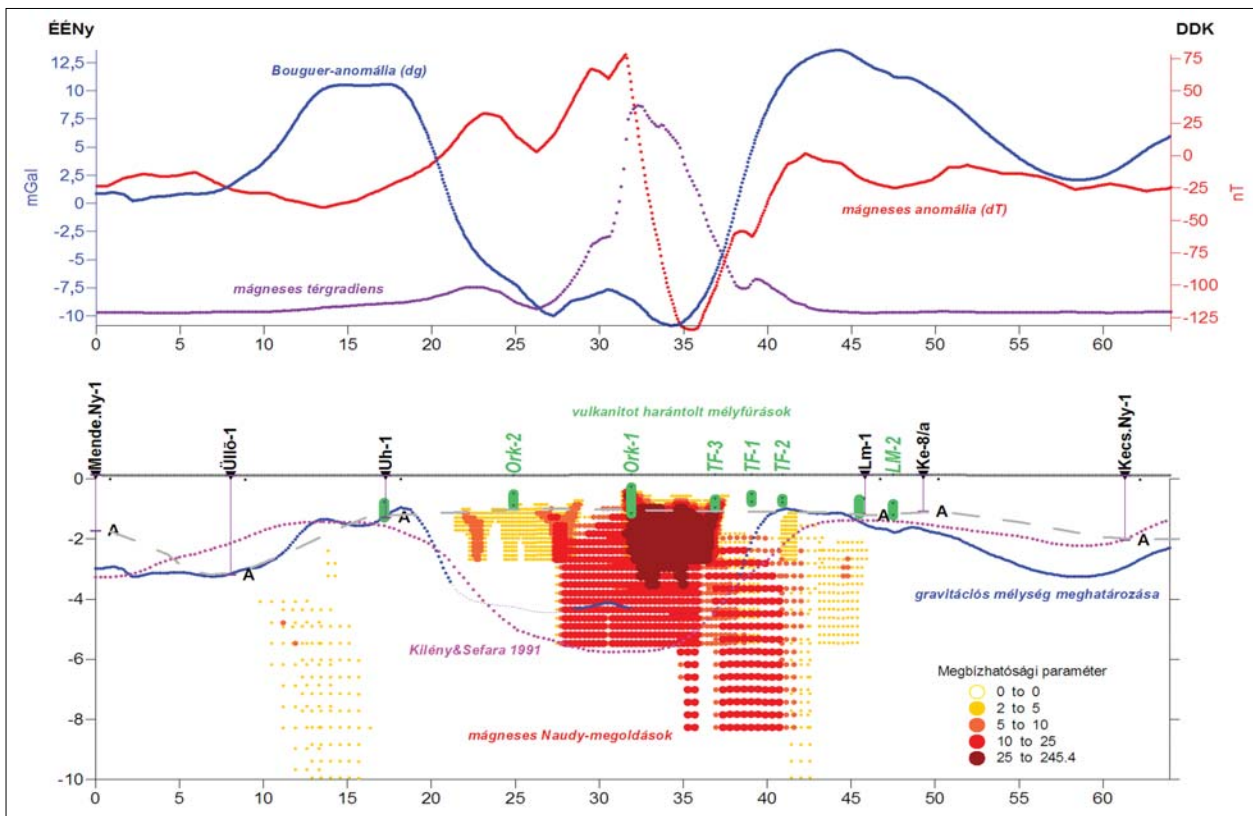 ÉÉNy
DDK
12,5
10
7,5
5
2,5
0
-2,5
-5
-7,5
-10
mGal
75
50
25
0
-25
-50
-75
-100
-125
nT
Bouguer-anomália (dg)
mágneses anomália (dT)
mágneses térgradiens
0 5 10 15 20 25 30 35 40 45 50 55 60
vulkanitot harántolt mélyfúrások
Mende.Ny-1
Üllő-1
Uh-1
Ork-2
Ork-1
TF-3
TF-1
TF-2
Lm-1
LM-2
Ke-8/a
Kecs.Ny-1
0
-2
-4
-6
-8
-10
A
A
A
A
A
A
gravitációs mélység meghatározása
Kilény&Sefara 1991
mágneses Naudy-megoldások
Megbízhatósági paraméter
0 to 0
2 to 5
5 to 10
10 to 25
25 to 245.4
0 5 10 15 20 25 30 35 40 45 50 55 60